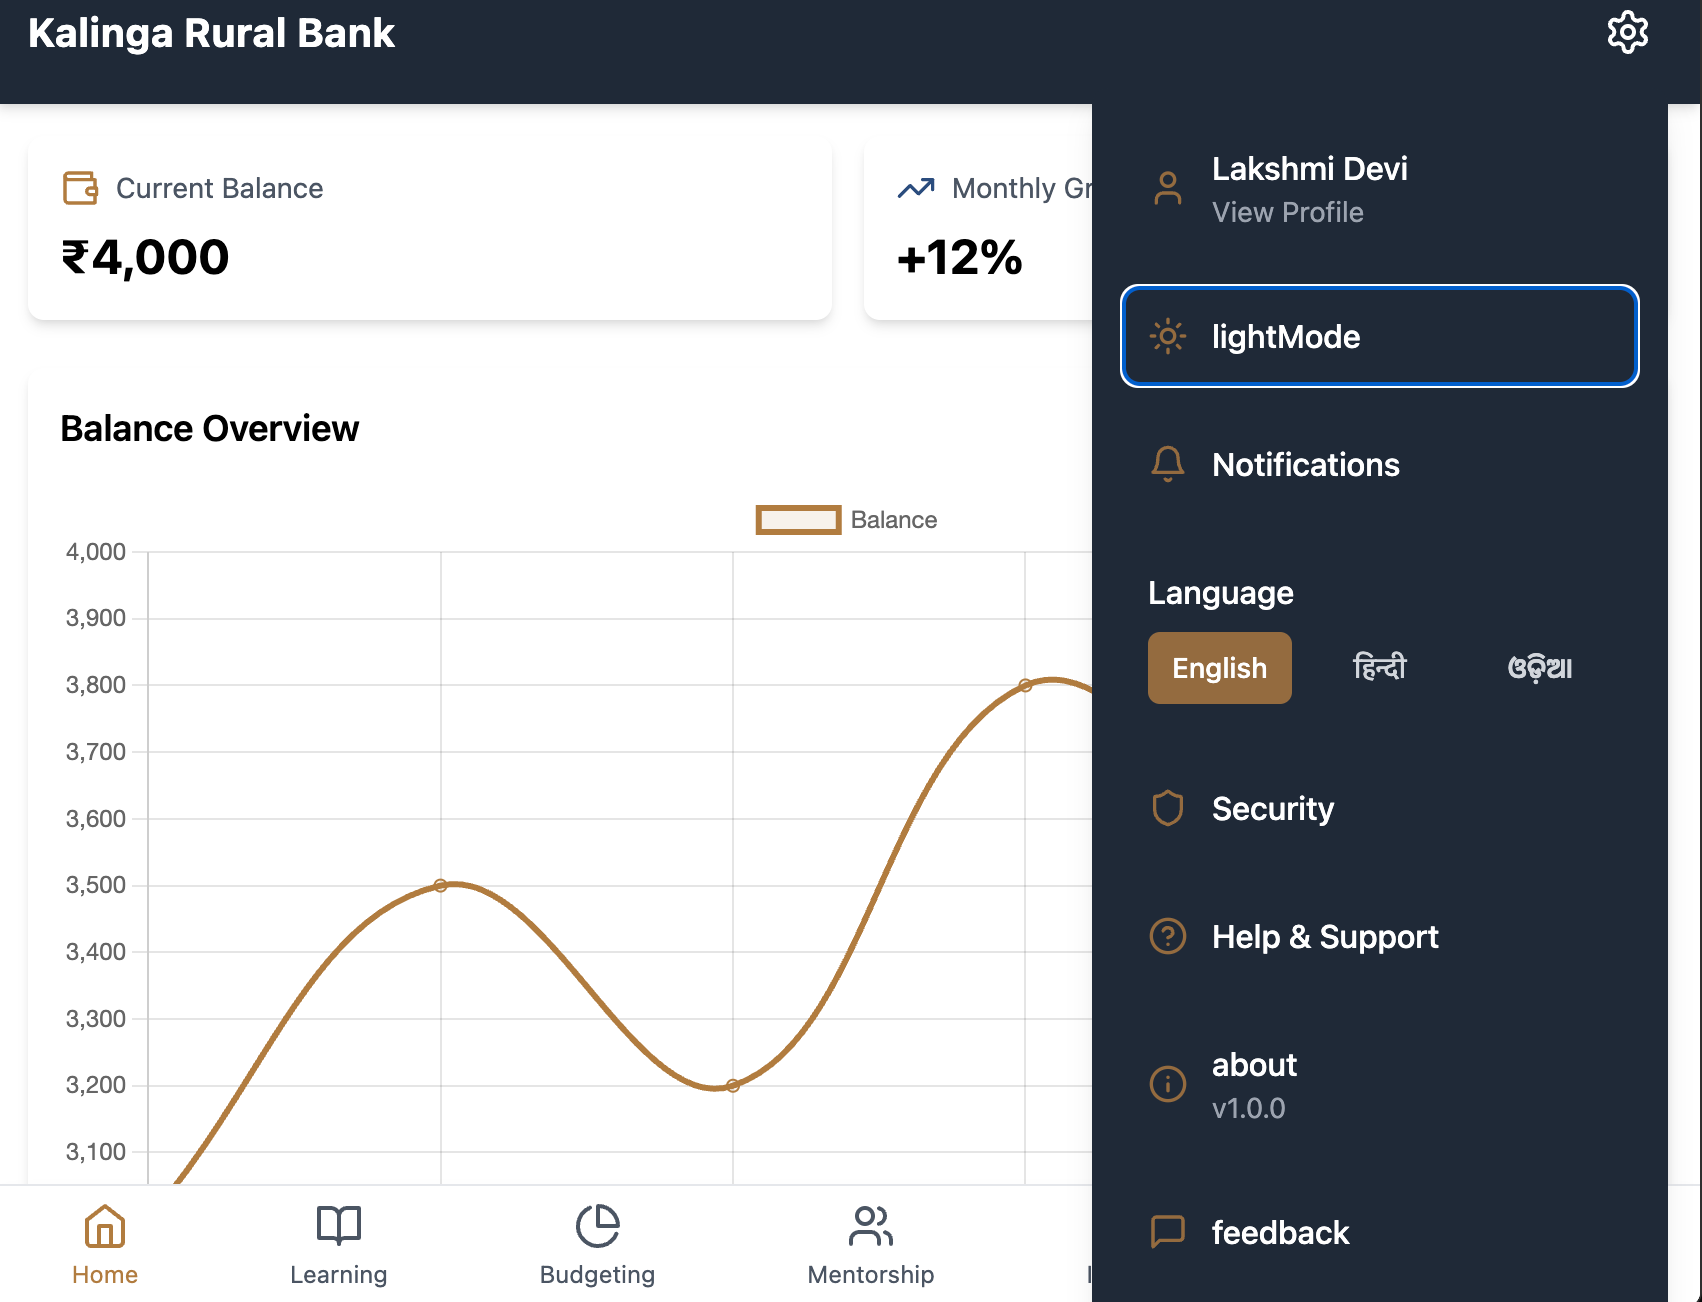 Kalinga Rural Bank
Current Balance
₹4,000
Monthly
+12%
Balance Overview
Balance
4,000
3,900
3,800
3,700
3,600
3,500
3,400
3,300
3,200
3,100
Home
Learning
Budgeting
Mentorship
Lakshmi Devi
View Profile
lightMode
Notifications
Language
English
हिन्दी
ଓଡ଼ିଆ
Security
Help & Support
about
v1.0.0
feedback